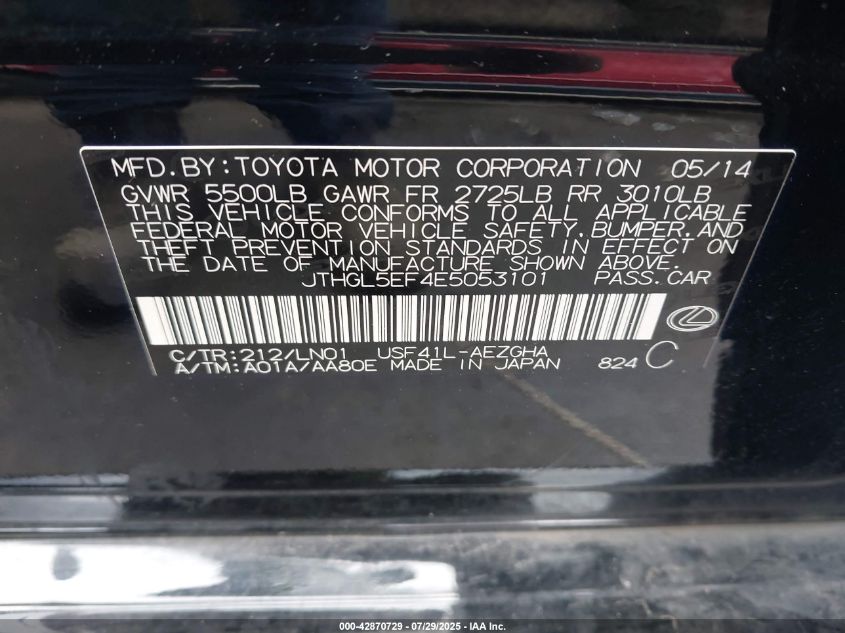 MFD.BY:TOYOTA MOTOR CORPORATION 05/14
GVWR 5500LB GAWR FR 2725LB RR 3010LB
THIS VEHICLE CONFORMS TO ALL APPLICABLE
FEDERAL MOTOR VEHICLE SAFETY,BUMPER,AND
THEFT PREVENTION STANDARDS IN EFFECT ON
THE DATE OF MANUFACTURE SHOWN ABOVE.
JTHGL5EF4E5053101 PASS.CAR
C/TR:212/LN01 USF41L-AEZGHA
A/TM:A01A/AA80E MADE IN JAPAN 824 C
000-42870729 - 07/29/2025 - IAA Inc.